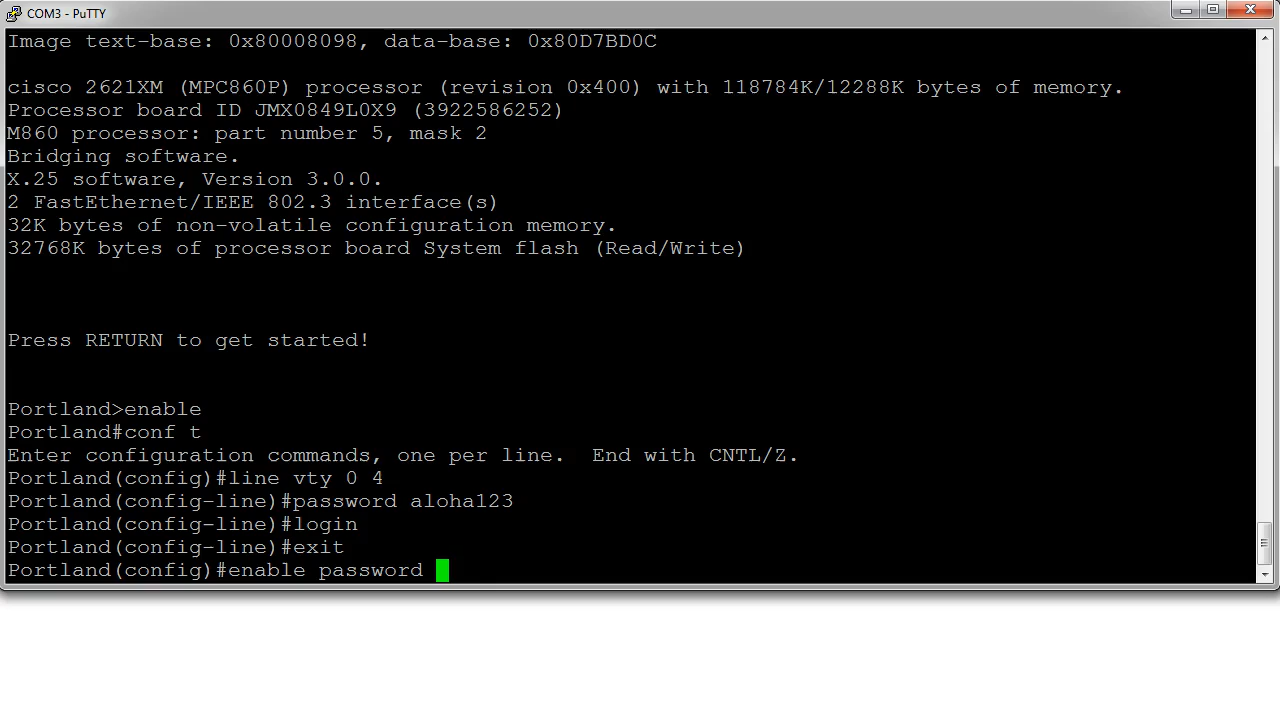 COM3 - PuTTY
Image text-base: 0x80008098, data-base: 0x80D7BD0C
cisco 2621XM (MPC860P) processor (revision 0x400) with 118784K/12288K bytes of memory.
Processor board ID JMX0849L0X9 (3922586252)
M860 processor: part number 5, mask 2
Bridging software.
X.25 software, Version 3.0.0.
2 FastEthernet/IEEE 802.3 interface(s)
32K bytes of non-volatile configuration memory.
32768K bytes of processor board System flash (Read/Write)
Press RETURN to get started!
Portland>enable
Portland#conf t
Enter configuration commands, one per line.  End with CNTL/Z.
Portland(config)#line vty 0 4
Portland(config-line)#password aloha123
Portland(config-line)#login
Portland(config-line)#exit
Portland(config)#enable password